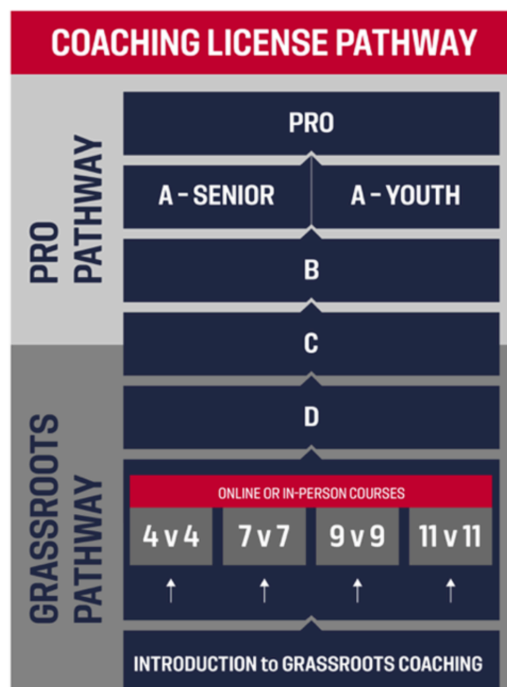 COACHING LICENSE PATHWAY
PRO
PATHWAY
PRO
A – SENIOR
A – YOUTH
B
C
GRASSROOTS
PATHWAY
D
ONLINE OR IN-PERSON COURSES
4 v 4
7 v 7
9 v 9
11 v 11
INTRODUCTION to GRASSROOTS COACHING